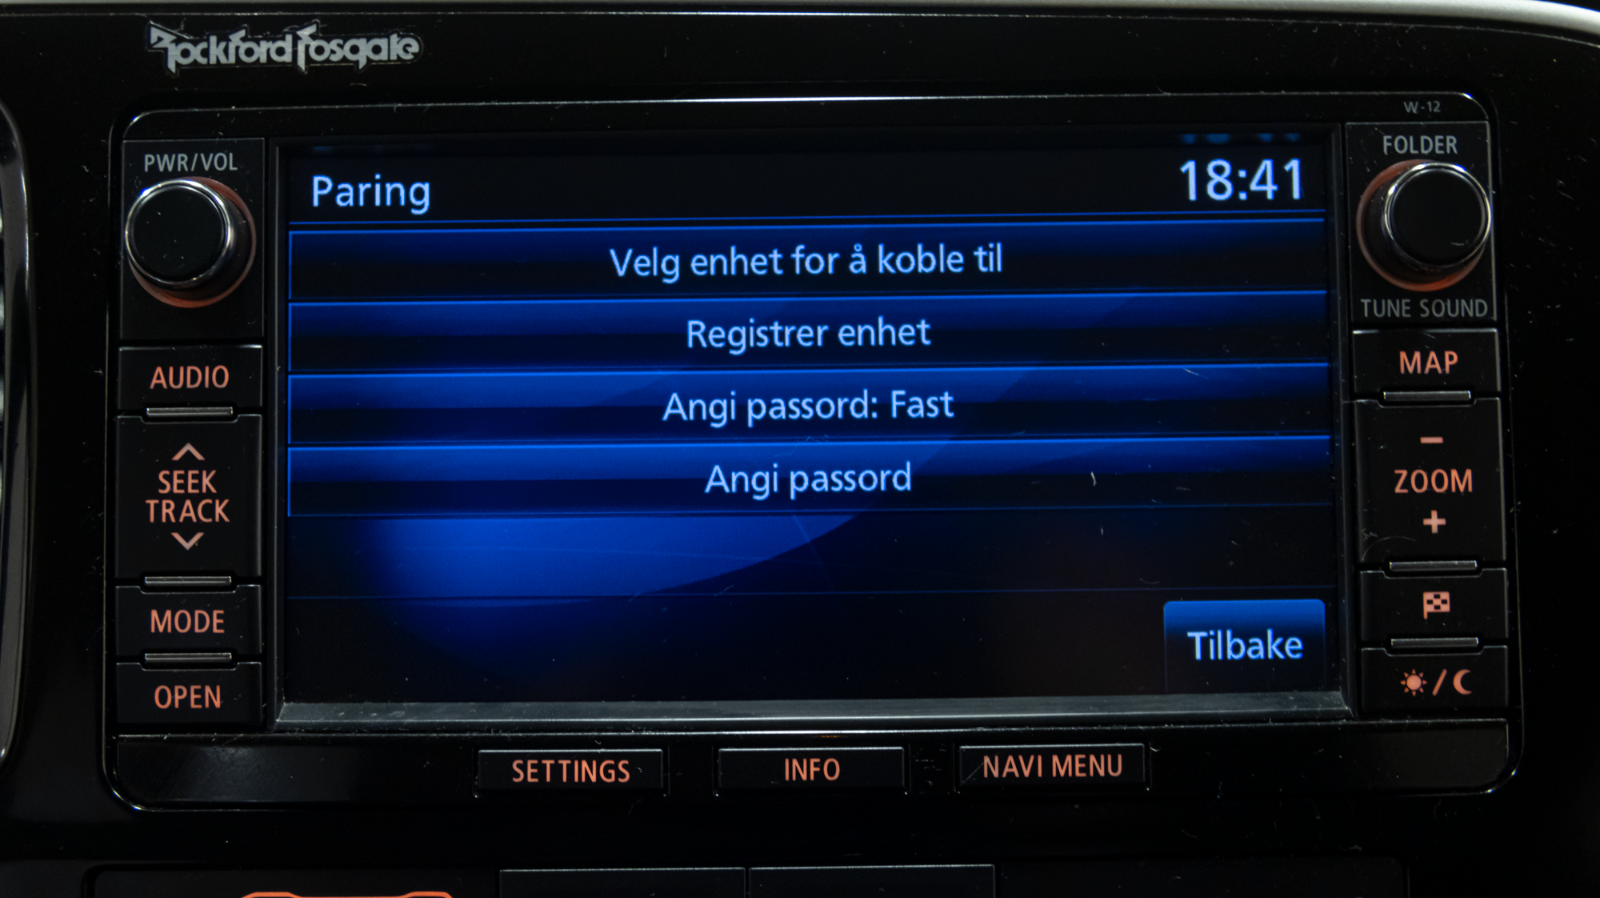 Rockford Fosgate
W-12
PWR/VOL
FOLDER
Paring
18:41
Velg enhet for å koble til
Registrer enhet
Angi passord: Fast
Angi passord
Tilbake
TUNE SOUND
AUDIO
SEEK
TRACK
MODE
OPEN
MAP
ZOOM
SETTINGS
INFO
NAVI MENU